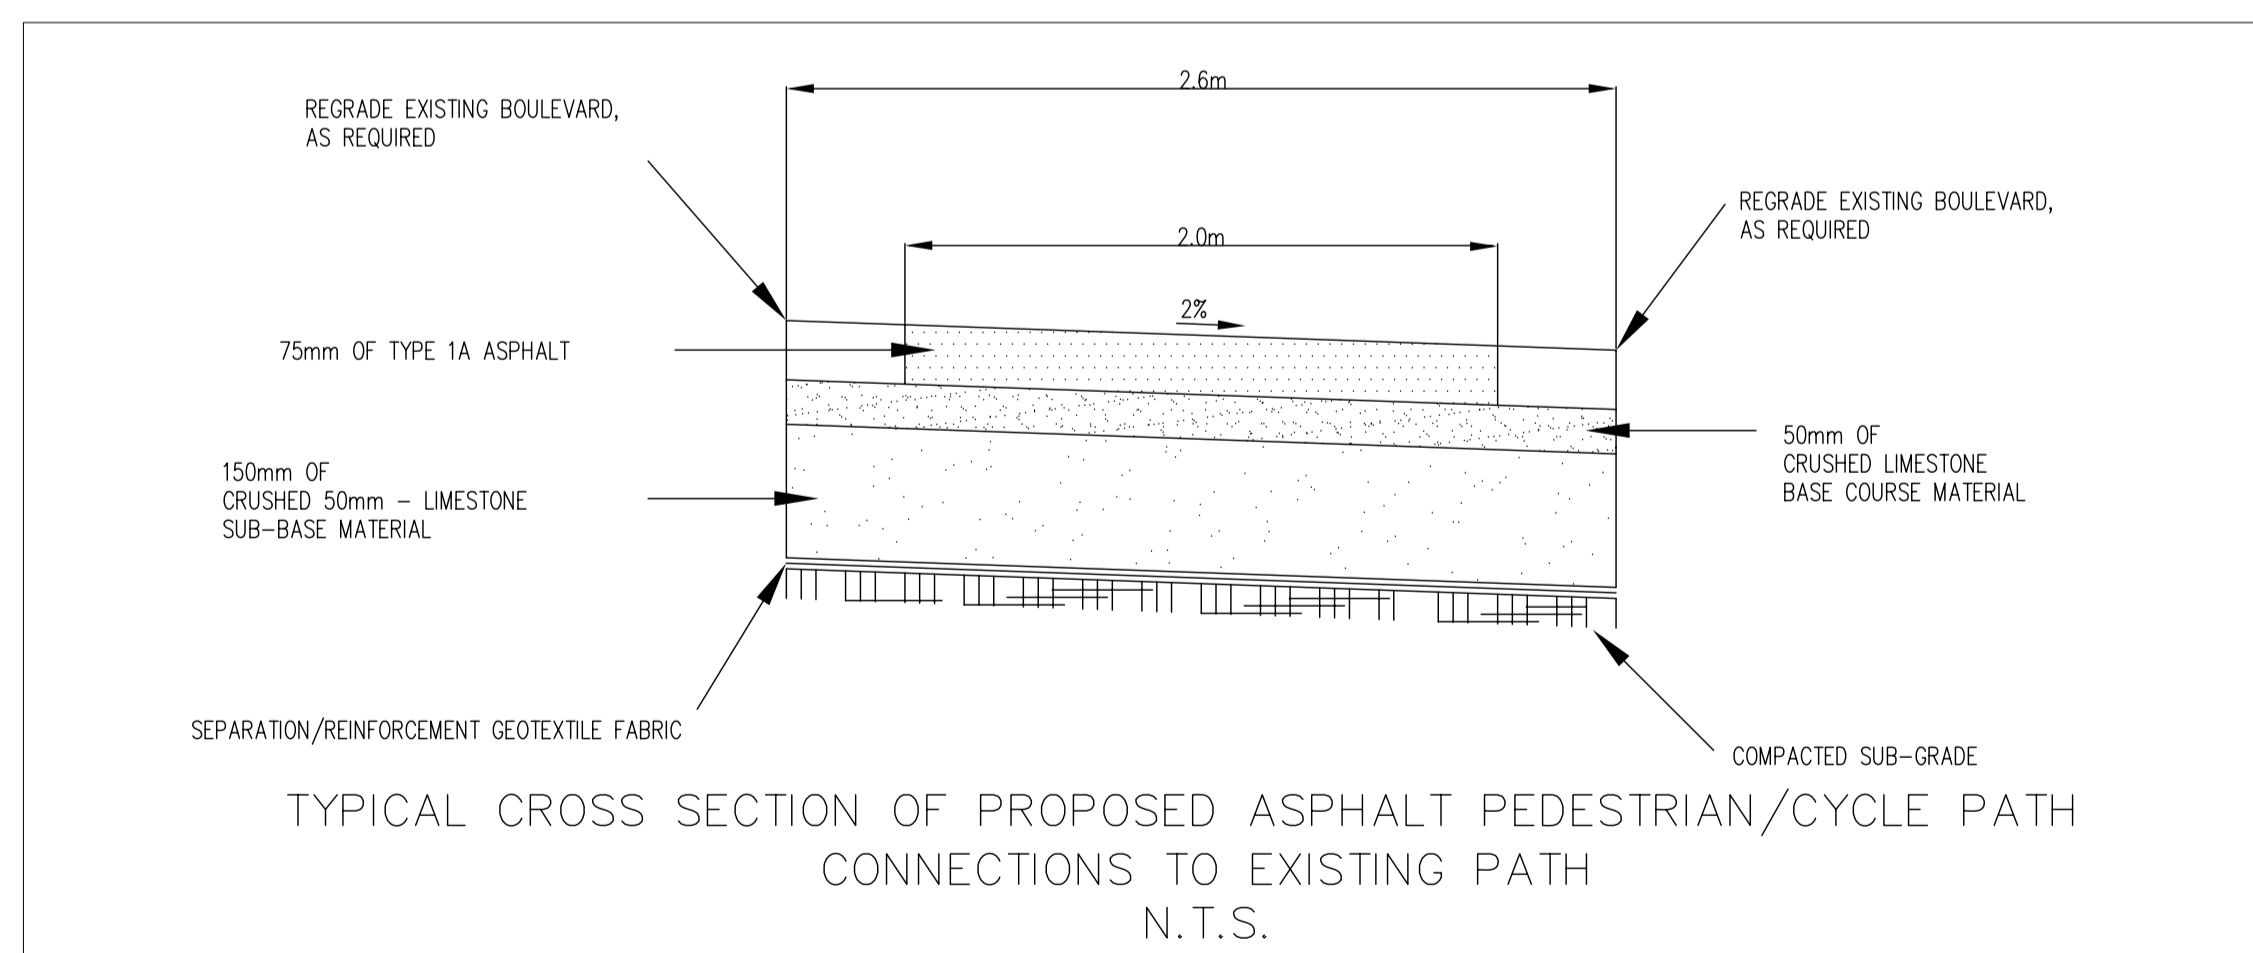 2.6m
REGRADE EXISTING BOULEVARD,
AS REQUIRED
REGRADE EXISTING BOULEVARD,
AS REQUIRED
2.0m
2%
75mm OF TYPE 1A ASPHALT
50mm OF
CRUSHED LIMESTONE
BASE COURSE MATERIAL
150mm OF
CRUSHED 50mm - LIMESTONE
SUB-BASE MATERIAL
SEPARATION/REINFORCEMENT GEOTEXTILE FABRIC
COMPACTED SUB-GRADE
TYPICAL CROSS SECTION OF PROPOSED ASPHALT PEDESTRIAN/CYCLE PATH
CONNECTIONS TO EXISTING PATH
N.T.S.